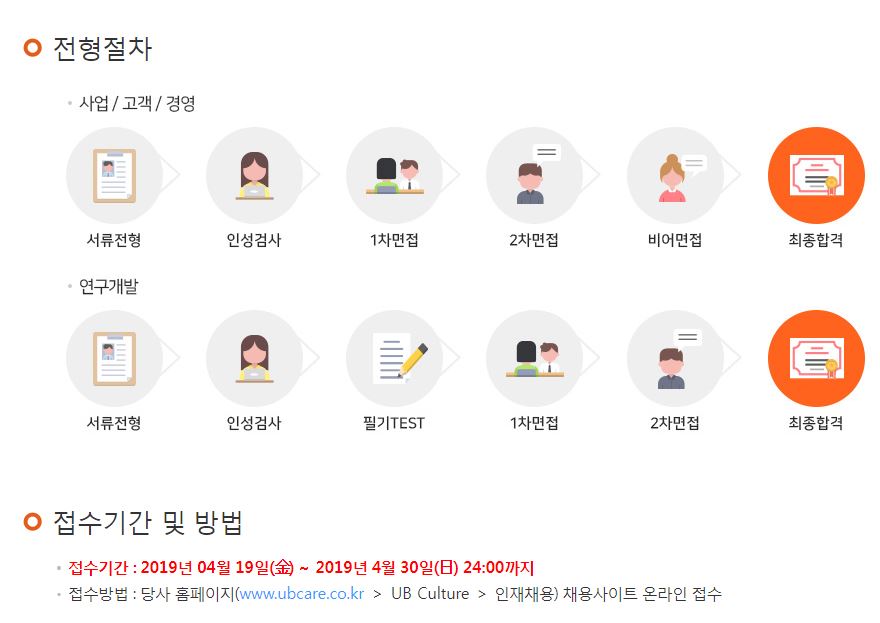 전형절차
사업 / 고객 / 경영
서류전형 인성검사 1차면접 2차면접 비어면접 최종합격
연구개발
서류전형 인성검사 필기TEST 1차면접 2차면접 최종합격
접수기간 및 방법
접수기간 : 2019년 04월 19일(金) ~ 2019년 4월 30일(日) 24:00까지
접수방법 : 당사 홈페이지(www.ubcare.co.kr > UB Culture > 인재채용) 채용사이트 온라인 접수